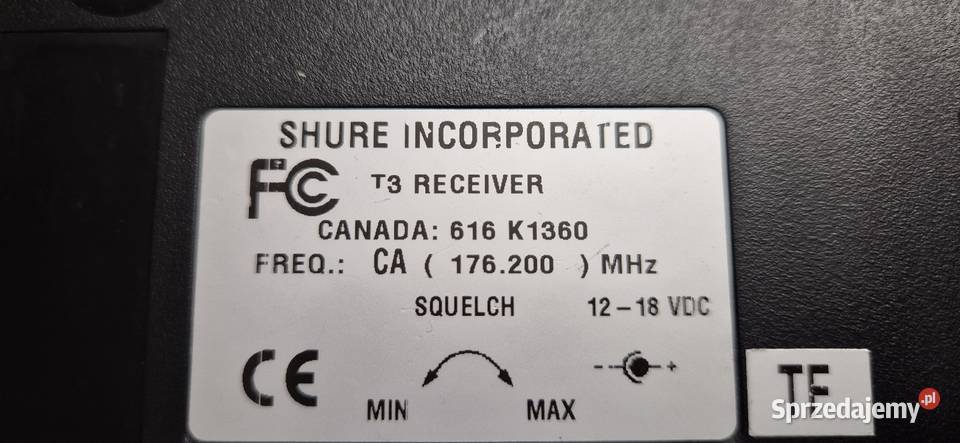 SHURE INCORPORATED
FC T3 RECEIVER
CANADA: 616 K1360
FREQ.: CA ( 176.200 ) MHz
SQUELCH 12-18 VDC
CE - - + 
MIN MAX
TF
Sprzedajemy.pl